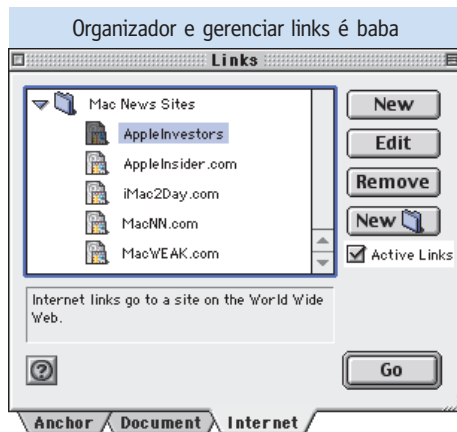 Organizador e gerenciar links é baba
Links
Mac News Sites
AppleInvestors
AppleInsider.com
iMac2Day.com
MacNN.com
MacWEAK.com
New
Edit
Remove
New
Active Links
Internet links go to a site on the World Wide
Web.
?
Go
Anchor Document Internet